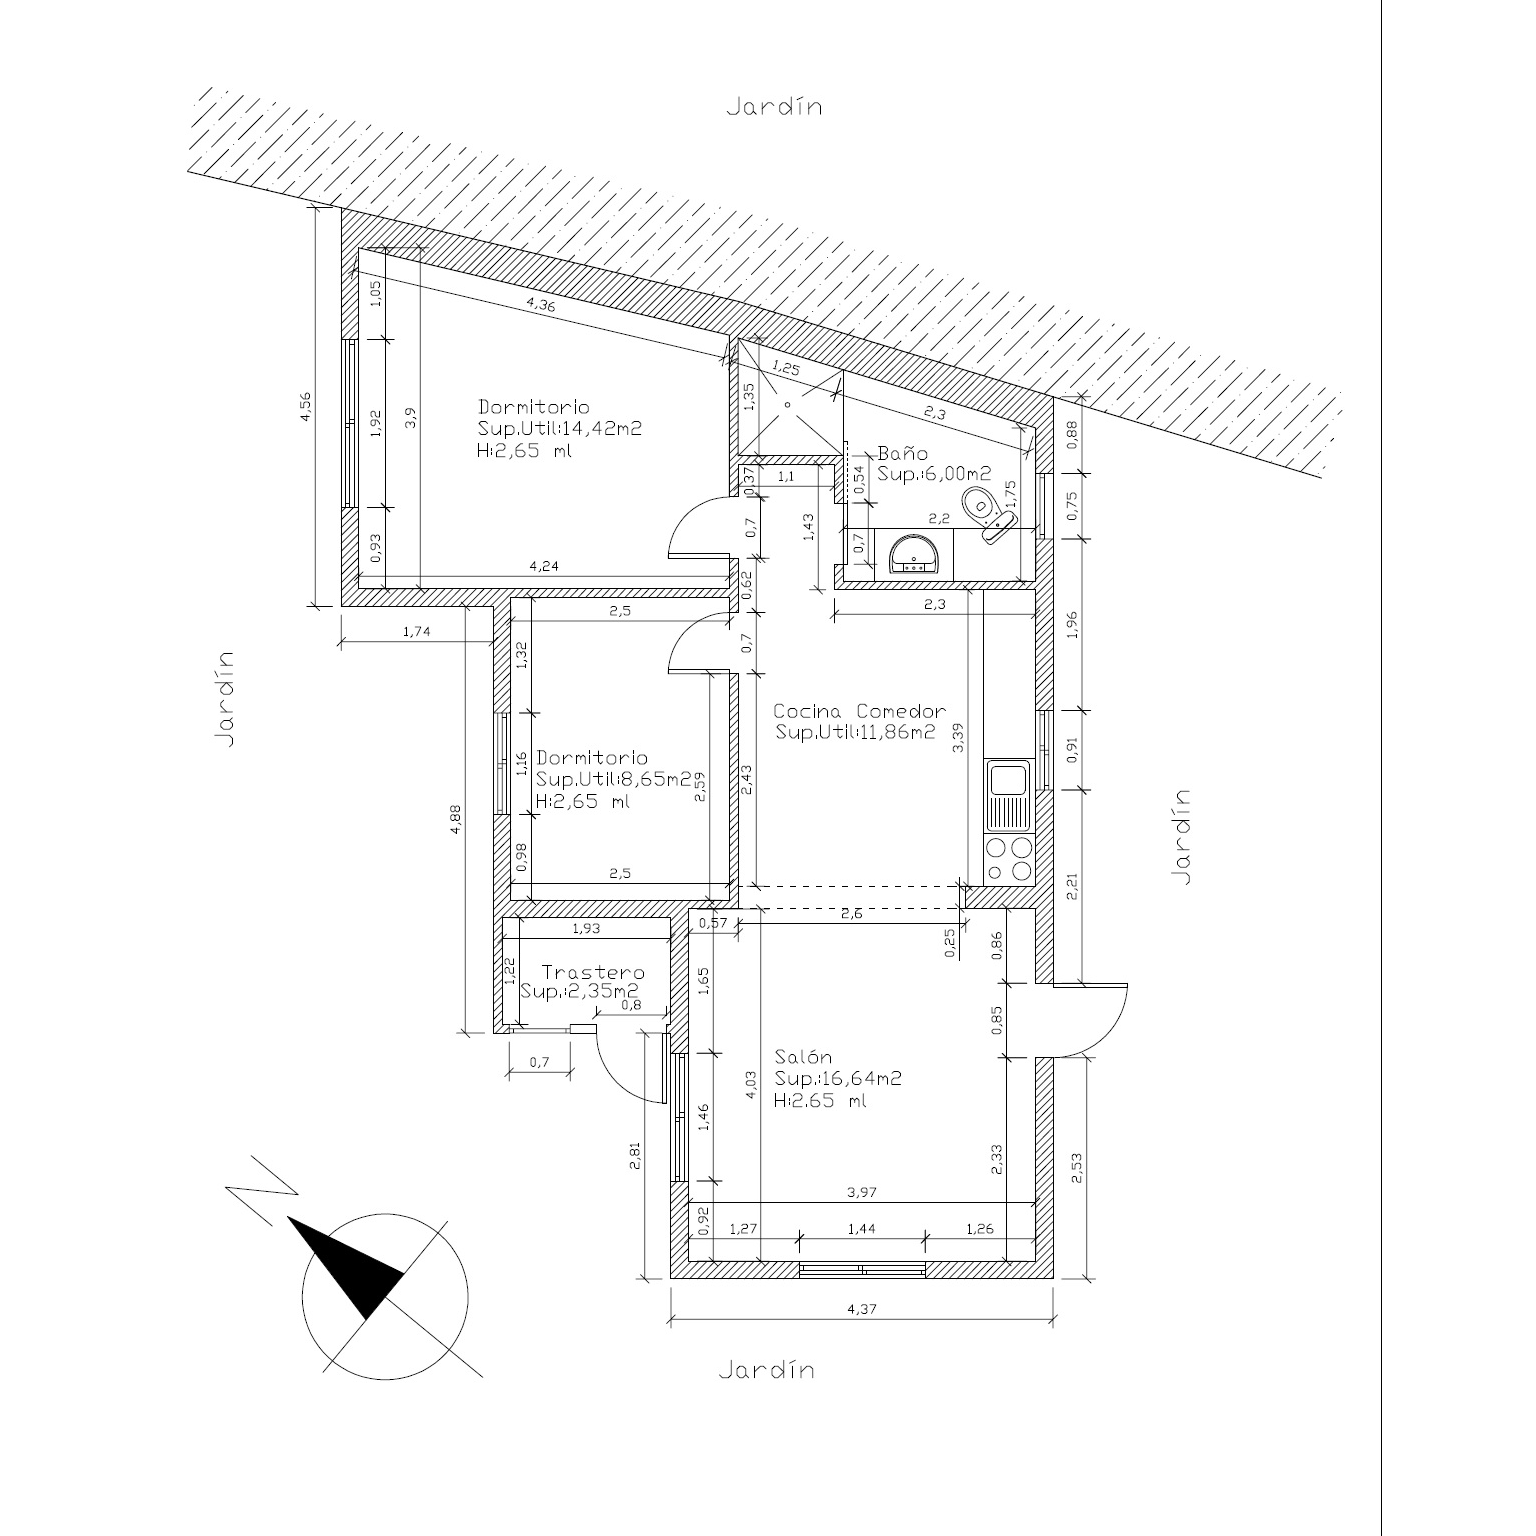 Jardín
4,36
1,05
4,56
1,92
3,9
0,93
4,24
Dormitorio
Sup.Util:14,42m2
H:2,65 ml
1,25
1,35
2,3
0,88
Baño
Sup.:6,00m2
0,37
1,1
0,54
1,75
0,75
0,7
1,43
0,7
2,2
0,62
2,5
2,3
1,74
1,32
0,7
1,96
Jardín
Cocina Comedor
Sup.Util:11,86m2
3,39
0,91
Dormitorio
Sup.Util:8,65m2
H:2,65 ml
1,16
2,59
2,43
4,88
0,98
2,5
2,21
Jardín
1,93
0,57
2,6
0,25
0,86
1,22
Trastero
Sup.:2,35m2
0,8
1,65
0,85
0,7
Salón
Sup.:16,64m2
H:2.65 ml
4,03
1,46
2,81
2,33
2,53
3,97
0,92
1,27
1,44
1,26
N
4,37
Jardín